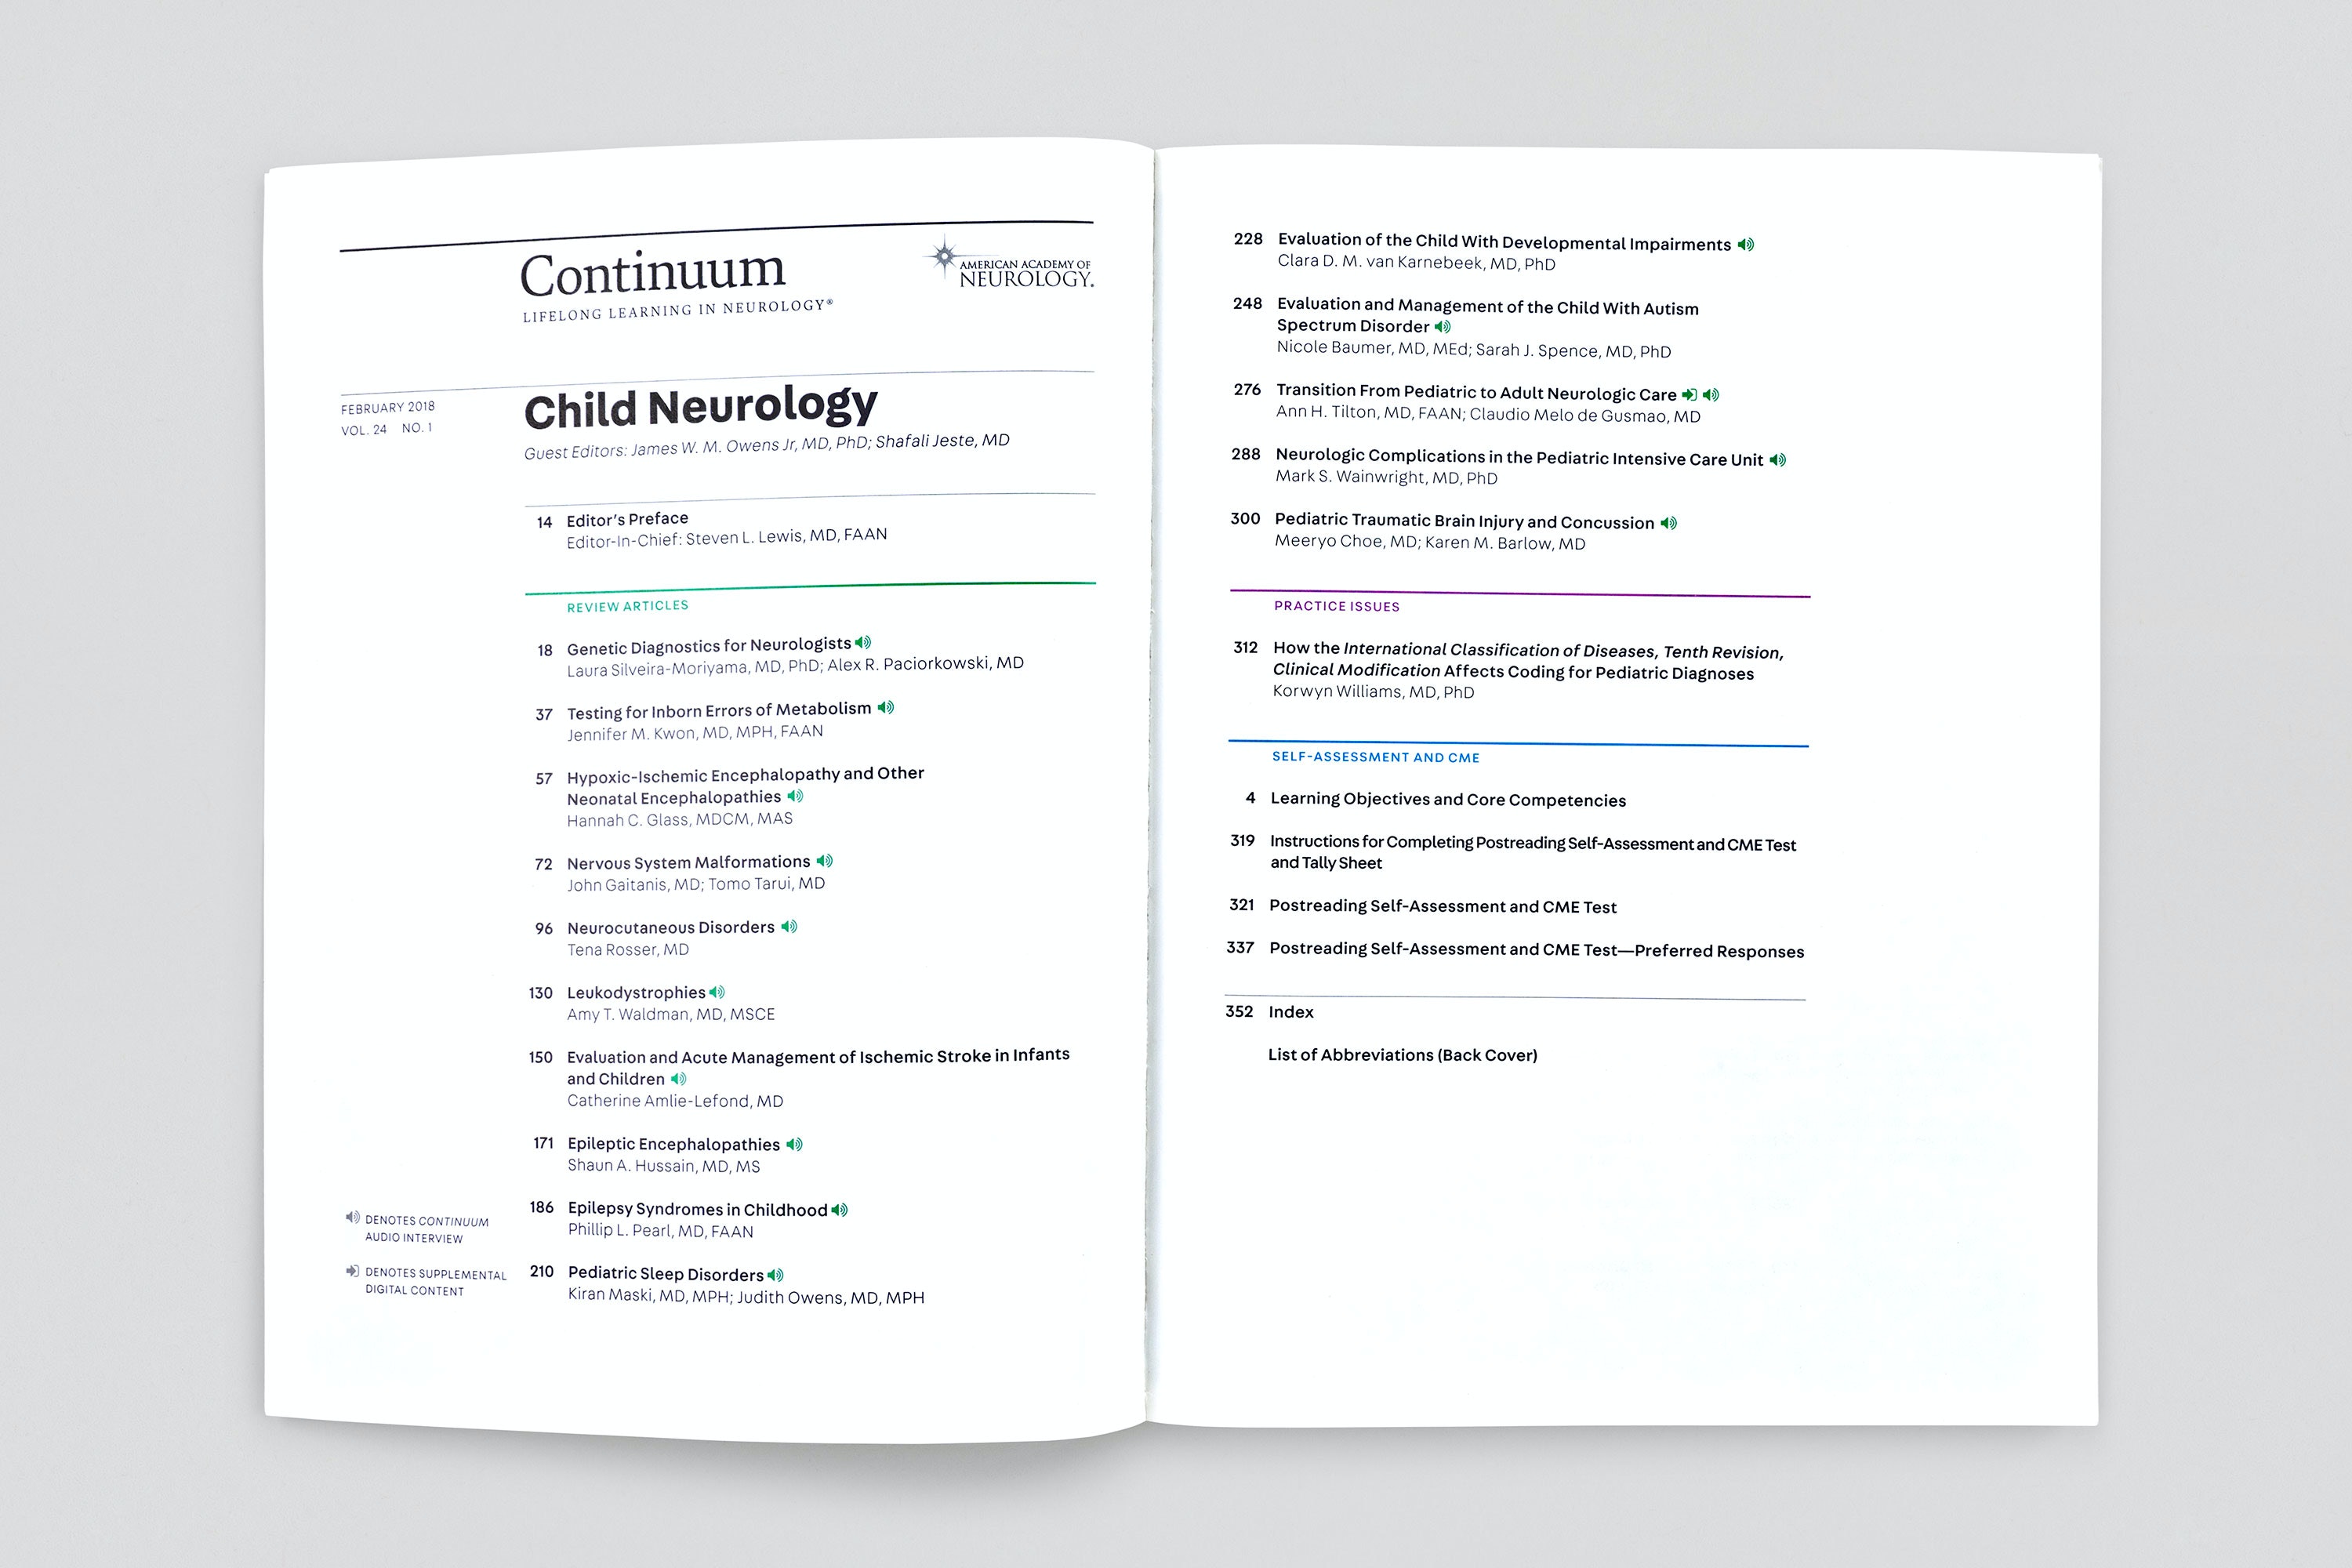 Continuum
LIFELONG LEARNING IN NEUROLOGY®
AMERICAN ACADEMY OF
NEUROLOGY.
FEBRUARY 2018
VOL. 24 NO. 1
Child Neurology
Guest Editors: James W. M. Owens Jr, MD, PhD; Shafali Jeste, MD
14 Editor's Preface
Editor-In-Chief: Steven L. Lewis, MD, FAAN
REVIEW ARTICLES
18 Genetic Diagnostics for Neurologists
Laura Silveira-Moriyama, MD, PhD; Alex R. Paciorkowski, MD
37 Testing for Inborn Errors of Metabolism
Jennifer M. Kwon, MD, MPH, FAAN
57 Hypoxic-Ischemic Encephalopathy and Other
Neonatal Encephalopathies
Hannah C. Glass, MDCM, MAS
72 Nervous System Malformations
John Gaitanis, MD; Tomo Tarui, MD
96 Neurocutaneous Disorders
Tena Rosser, MD
130 Leukodystrophies
Amy T. Waldman, MD, MSCE
150 Evaluation and Acute Management of Ischemic Stroke in Infants
and Children
Catherine Amlie-Lefond, MD
171 Epileptic Encephalopathies
Shaun A. Hussain, MD, MS
186 Epilepsy Syndromes in Childhood
Phillip L. Pearl, MD, FAAN
210 Pediatric Sleep Disorders
Kiran Maski, MD, MPH; Judith Owens, MD, MPH
DENOTES CONTINUUM
AUDIO INTERVIEW
DENOTES SUPPLEMENTAL
DIGITAL CONTENT
228 Evaluation of the Child With Developmental Impairments
Clara D. M. van Karnebeek, MD, PhD
248 Evaluation and Management of the Child With Autism
Spectrum Disorder
Nicole Baumer, MD, MEd; Sarah J. Spence, MD, PhD
276 Transition From Pediatric to Adult Neurologic Care
Ann H. Tilton, MD, FAAN; Claudio Melo de Gusmao, MD
288 Neurologic Complications in the Pediatric Intensive Care Unit
Mark S. Wainwright, MD, PhD
300 Pediatric Traumatic Brain Injury and Concussion
Meeryo Choe, MD; Karen M. Barlow, MD
PRACTICE ISSUES
312 How the International Classification of Diseases, Tenth Revision,
Clinical Modification Affects Coding for Pediatric Diagnoses
Korwyn Williams, MD, PhD
SELF-ASSESSMENT AND CME
4 Learning Objectives and Core Competencies
319 Instructions for Completing Postreading Self-Assessment and CME Test
and Tally Sheet
321 Postreading Self-Assessment and CME Test
337 Postreading Self-Assessment and CME Test—Preferred Responses
352 Index
List of Abbreviations (Back Cover)